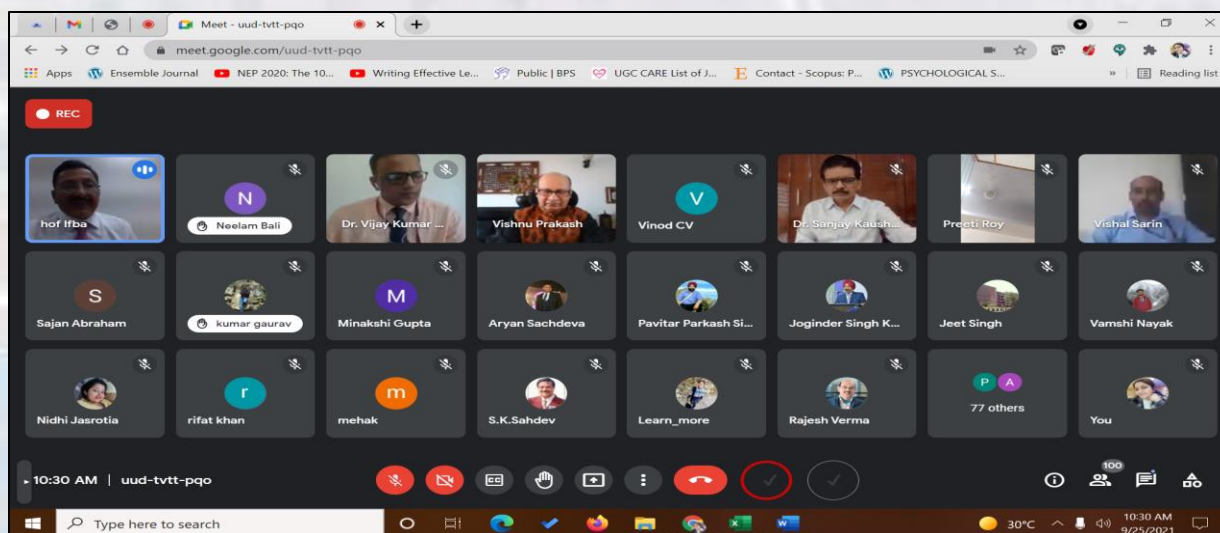 Meet - uud-tvtt-pqo
meet.google.com/uud-tvtt-pqo
Apps Ensemble Journal NEP 2020: The 10... Writing Effective Le... Public | BPS UGC CARE List of J... Contact - Scopus: P... PSYCHOLOGICAL S... » Reading list
REC
hof lfba
N Neelam Bali
Dr. Vijay Kumar ...
Vishnu Prakash
V Vinod CV
Dr. Sanjay Kaush...
Preeti Roy
Vishal Sarin
S Sajan Abraham
kumar gaurav
M Minakshi Gupta
Aryan Sachdeva
Pavitar Parkash Si...
Joginder Singh K...
Jeet Singh
Vamshi Nayak
Nidhi Jasrotia
r rifat khan
m mehak
S.K.Sahdev
Learn_more
Rajesh Verma
P A 77 others
You
10:30 AM | uud-tvtt-pqo CC 100
Type here to search 30°C 10:30 AM
9/25/2021